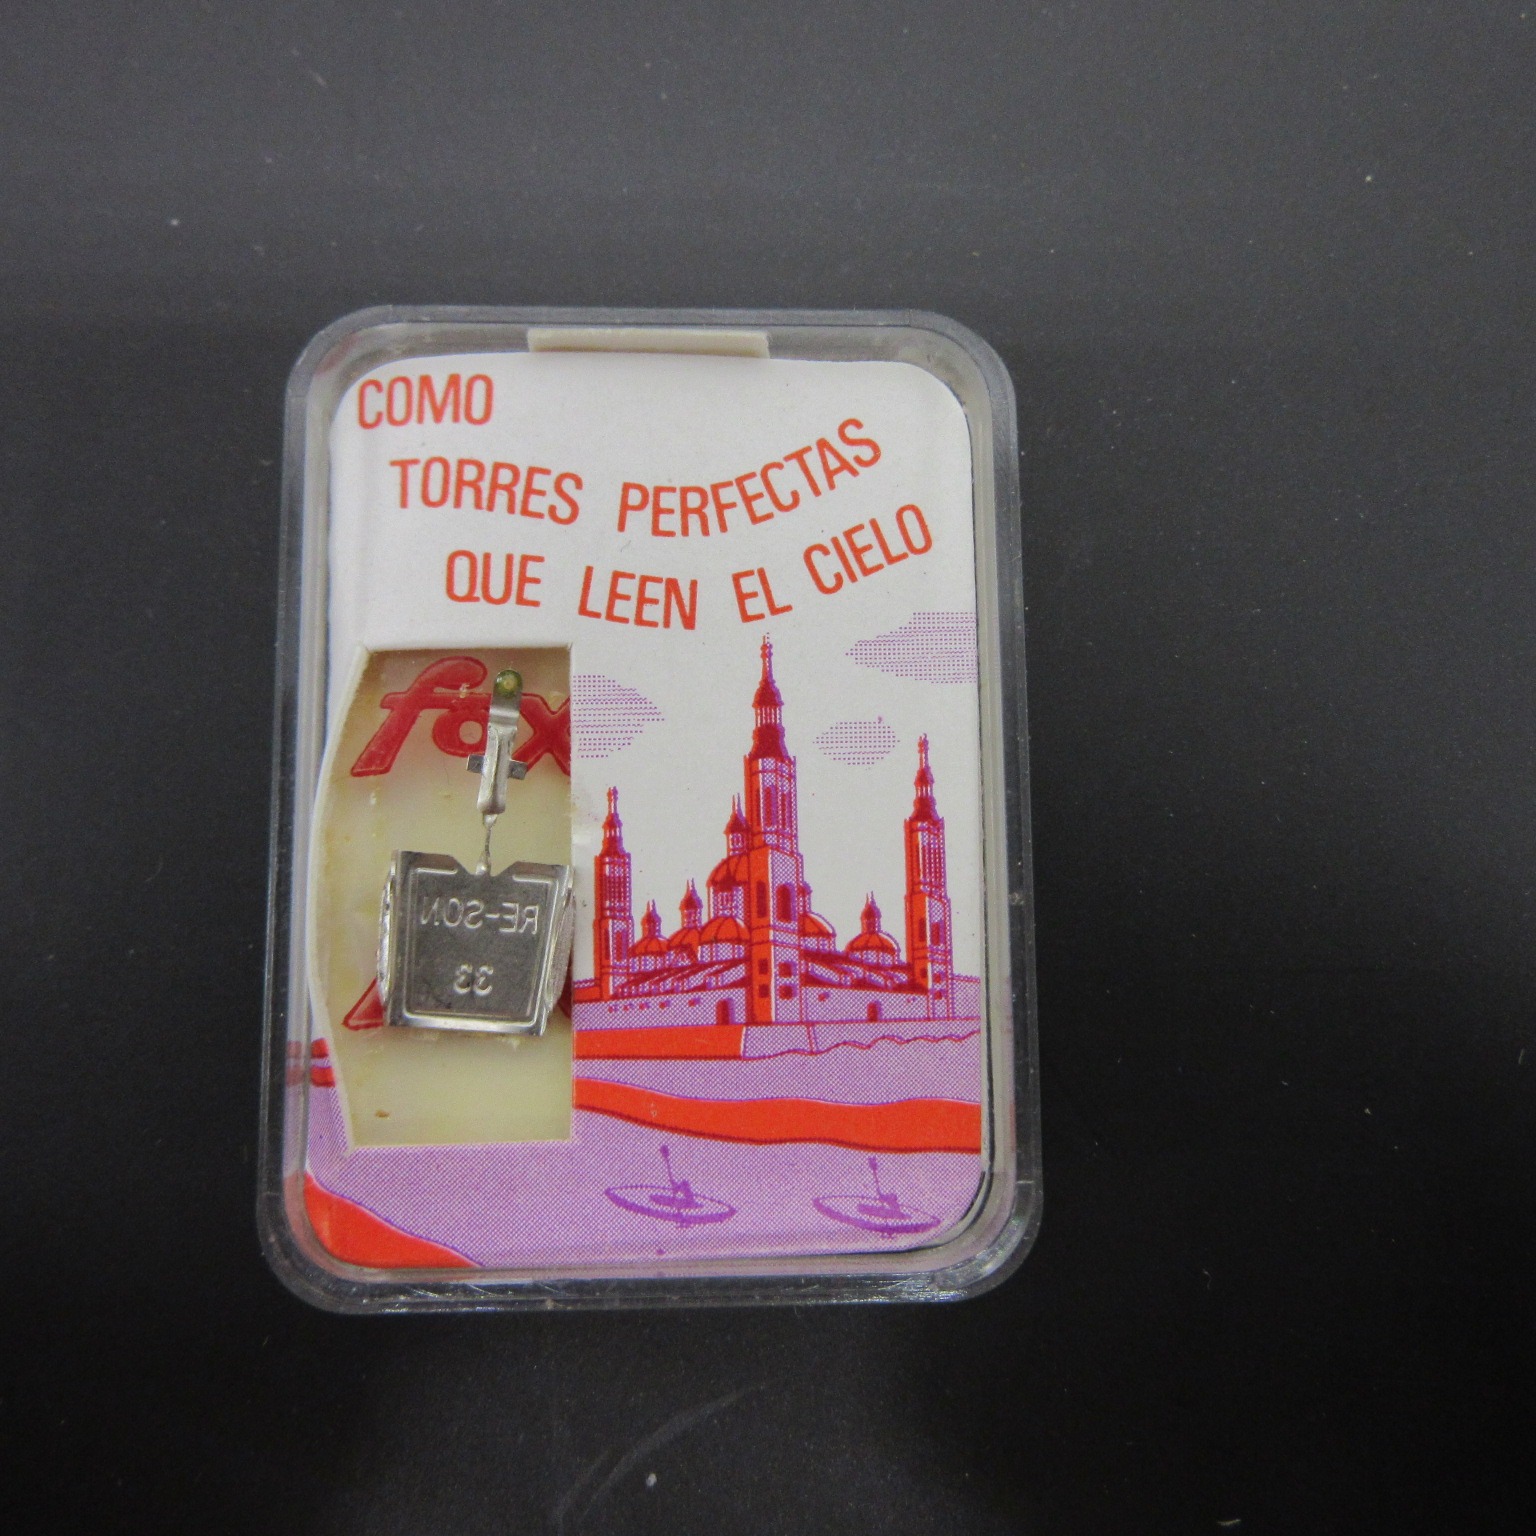 COMO
TORRES PERFECTAS
QUE LEEN EL CIELO
fox
RE-SON
33